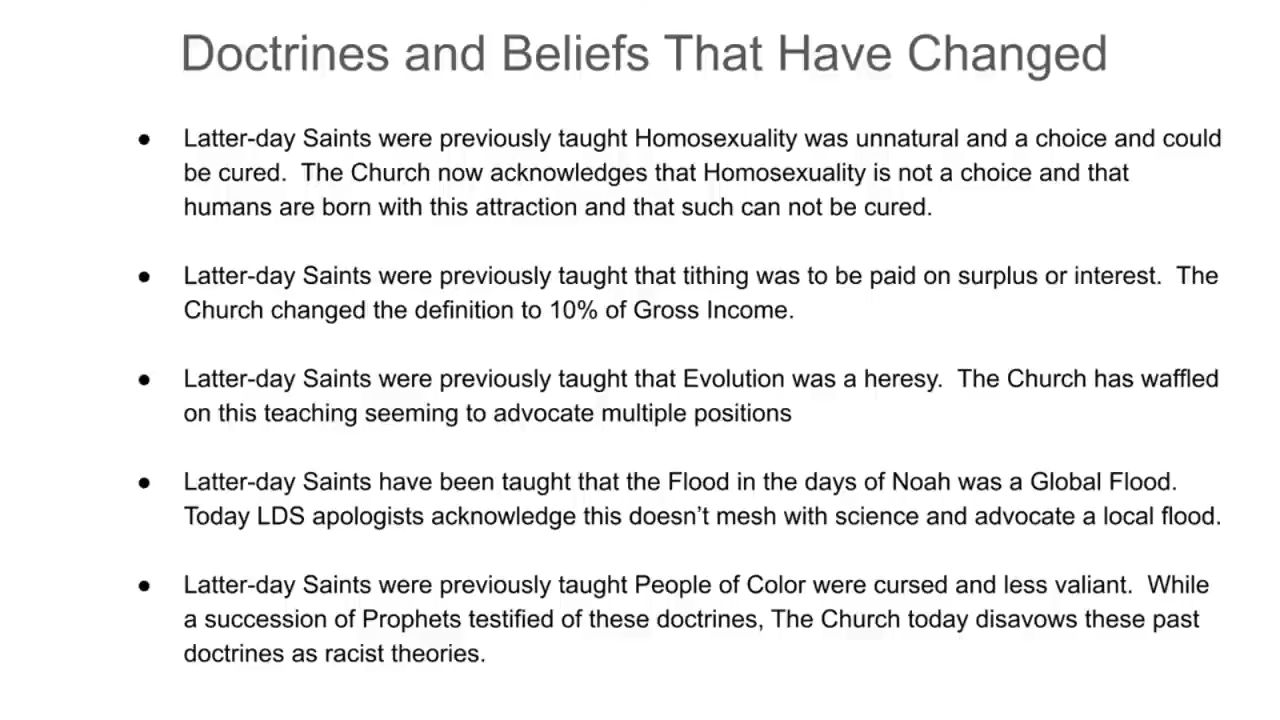 Doctrines and Beliefs That Have Changed
● Latter-day Saints were previously taught Homosexuality was unnatural and a choice and could
be cured.  The Church now acknowledges that Homosexuality is not a choice and that
humans are born with this attraction and that such can not be cured.
● Latter-day Saints were previously taught that tithing was to be paid on surplus or interest.  The
Church changed the definition to 10% of Gross Income.
● Latter-day Saints were previously taught that Evolution was a heresy.  The Church has waffled
on this teaching seeming to advocate multiple positions
● Latter-day Saints have been taught that the Flood in the days of Noah was a Global Flood.
Today LDS apologists acknowledge this doesn’t mesh with science and advocate a local flood.
● Latter-day Saints were previously taught People of Color were cursed and less valiant.  While
a succession of Prophets testified of these doctrines, The Church today disavows these past
doctrines as racist theories.